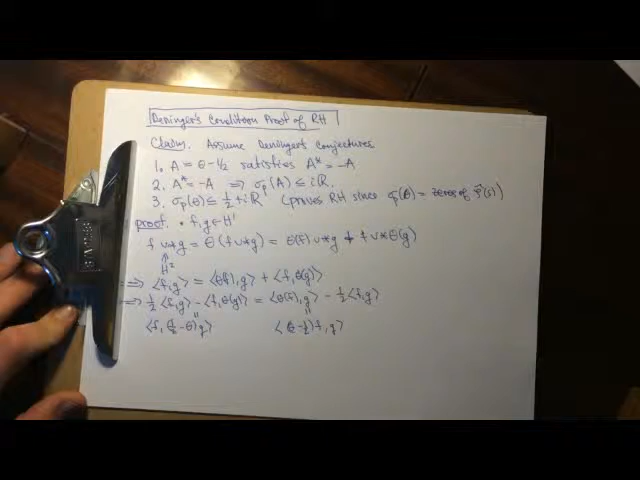 Deninger's Condition Proof of RH
Claim. Assume Deninger's conjectures
1. A = θ - 1/2 satisfies A* = -A
2. A* = -A ⟹ σp(A) ⊆ iℝ.
3. σp(θ) ⊆ 1/2 + iℝ (proves RH since σp(θ) = zeros of ζ̂(s))
proof. • f,g ∈ H¹
f ∪ *g = θ(f ∪ *g) = θ(f) ∪ *g + f ∪ *θ(g)
↑
H²
⟹ ⟨f,g⟩ = ⟨θ(f),g⟩ + ⟨f,θ(g)⟩
⟹ 1/2⟨f,g⟩ - ⟨f,θ(g)⟩ = ⟨θ(f),g⟩ - 1/2⟨f,g⟩
⟨f,(1/2 - θ)g⟩ ⟨(θ - 1/2)f,g⟩